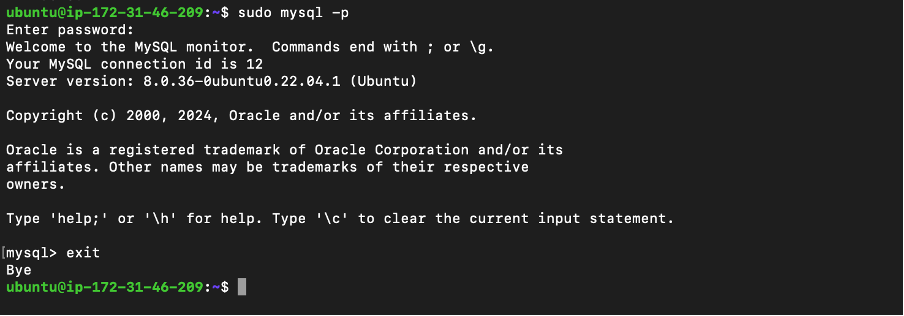 ubuntu@ip-172-31-46-209:~$ sudo mysql -p
Enter password:
Welcome to the MySQL monitor.  Commands end with ; or \g.
Your MySQL connection id is 12
Server version: 8.0.36-0ubuntu0.22.04.1 (Ubuntu)

Copyright (c) 2000, 2024, Oracle and/or its affiliates.

Oracle is a registered trademark of Oracle Corporation and/or its
affiliates. Other names may be trademarks of their respective
owners.

Type 'help;' or '\h' for help. Type '\c' to clear the current input statement.

[mysql> exit
Bye
ubuntu@ip-172-31-46-209:~$